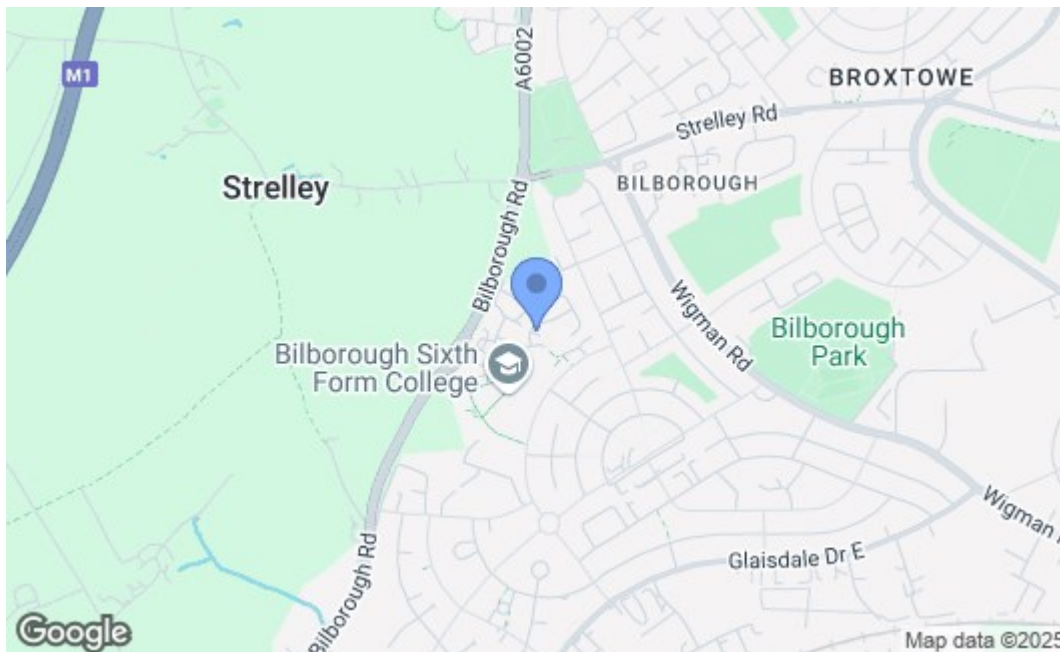 M1
A6002
BROXTOWE
Strelley Rd
Strelley
BILBOROUGH
Bilborough Rd
Wigman Rd
Bilborough
Park
Bilborough Sixth
Form College
Wigman
Bilborough Rd
Glaisdale Dr E
Google
Map data ©2025